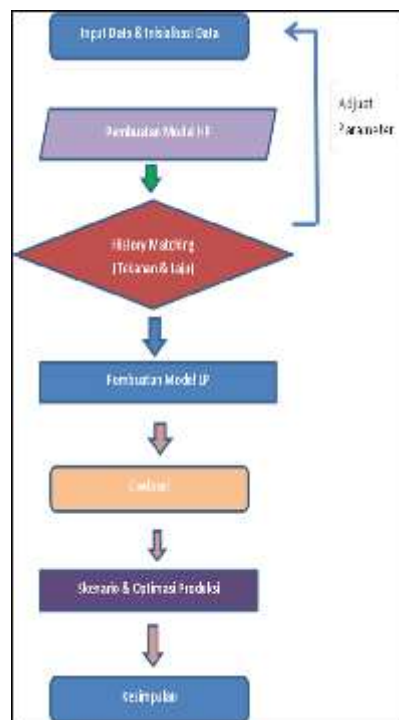 Input Data & Inisialisasi Data
Adjust
Parameter
Pembuatan Model HP
History Matching
(Tekanan & Laju)
Pembuatan Model LP
Skenario & Optimasi Produksi
Kesimpulan